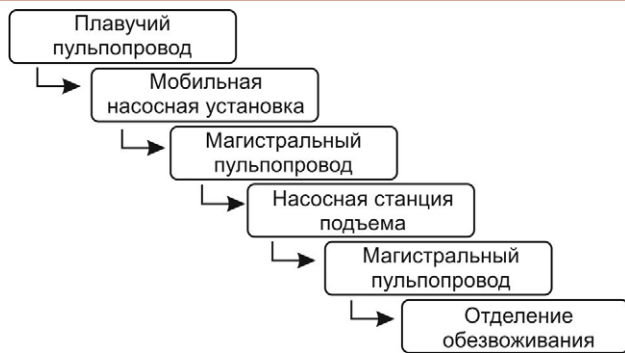 Плавучий
пульпопровод
Мобильная
насосная установка
Магистральный
пульпопровод
Насосная станция
подъема
Магистральный
пульпопровод
Отделение
обезвоживания